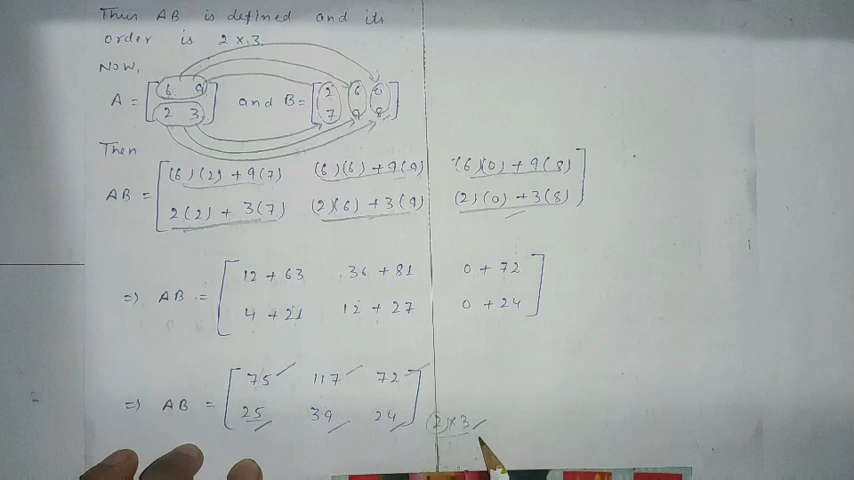 Thus AB is defined and its
order is 2×3.
NOW,
A = [ 6 9
2 3 ] and B = [ 2 6 0
7 9 8 ]
Then
AB = [ (6)(2) + 9(7) (6)(6) + 9(9) (6)(0) + 9(8)
2(2) + 3(7) (2)(6) + 3(9) (2)(0) + 3(8) ]
=) AB = [ 12 + 63 36 + 81 0 + 72
4 + 21 12 + 27 0 + 24 ]
=) AB = [ 75 117 72
25 39 24 ] 2×3